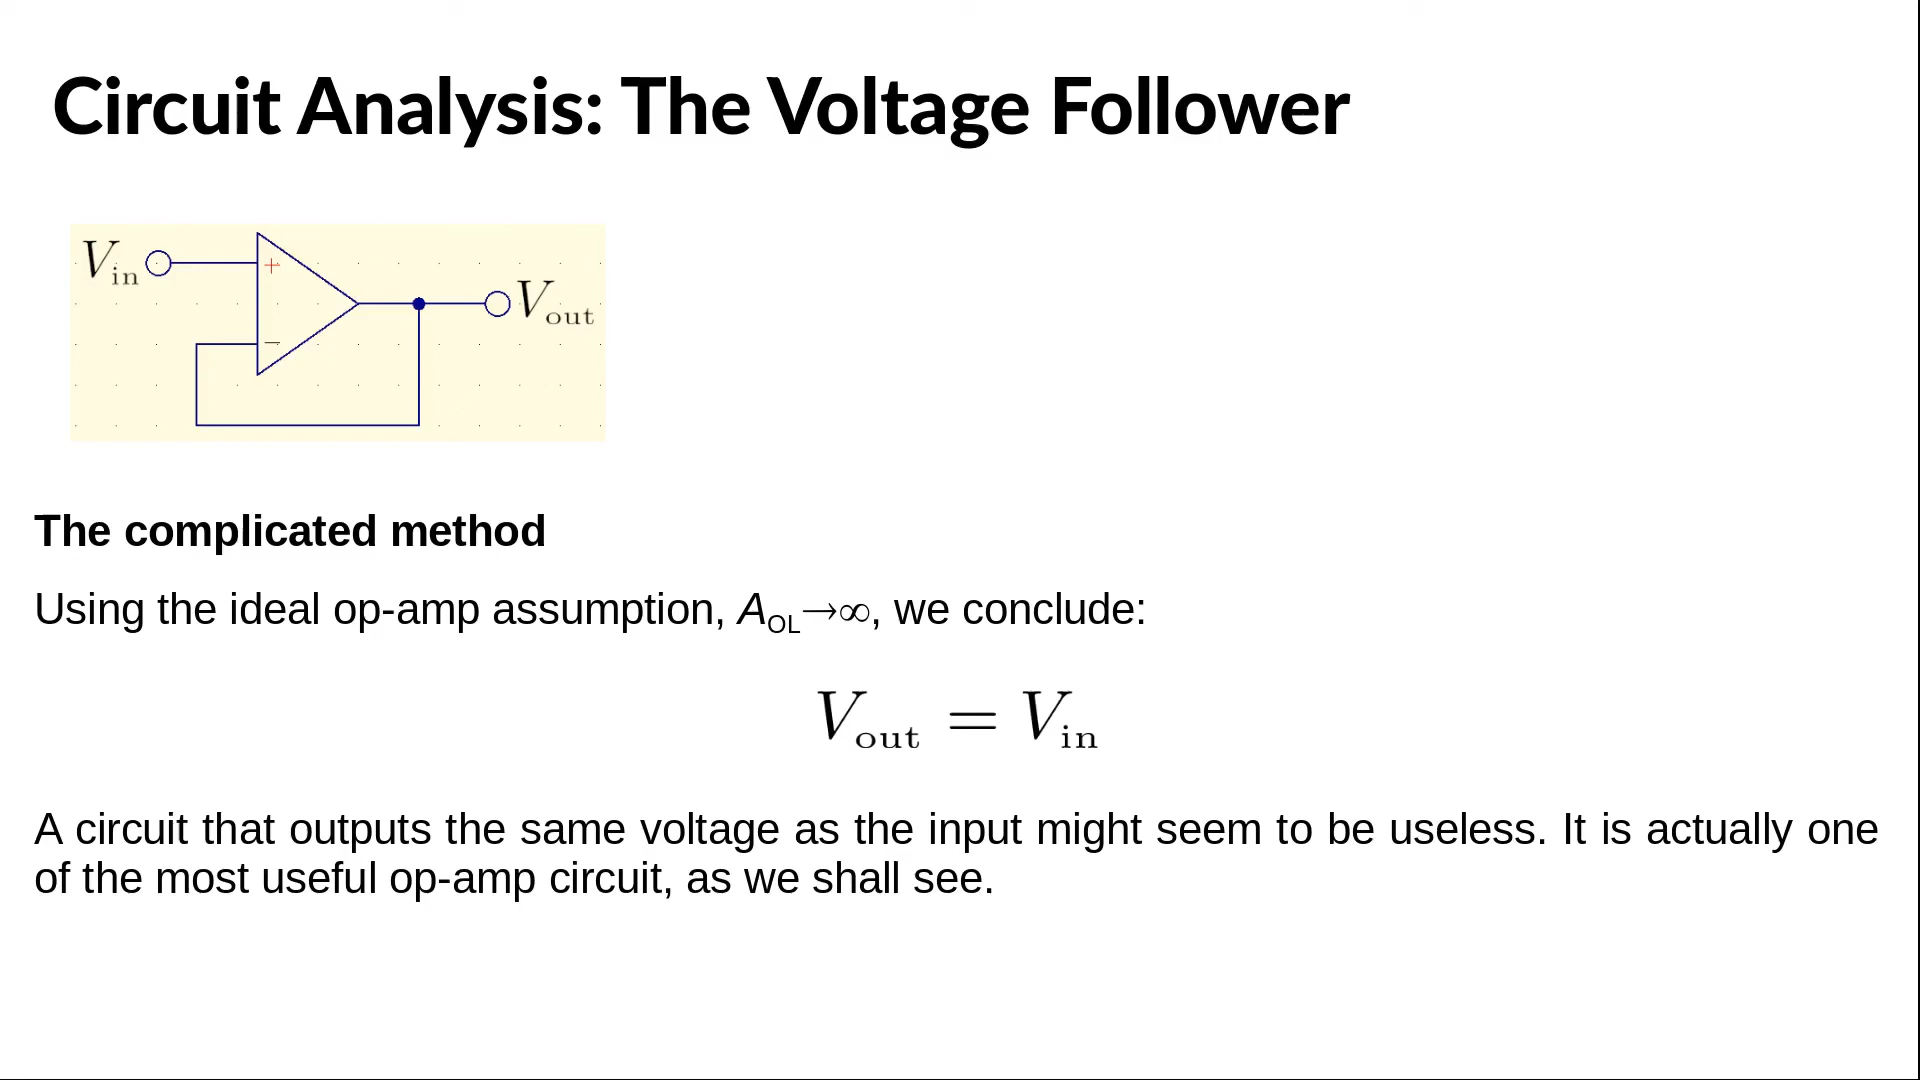 Circuit Analysis: The Voltage Follower
V_in
+
V_out
−
The complicated method
Using the ideal op-amp assumption, A_OL→∞, we conclude:
V_out = V_in
A circuit that outputs the same voltage as the input might seem to be useless. It is actually one
of the most useful op-amp circuit, as we shall see.